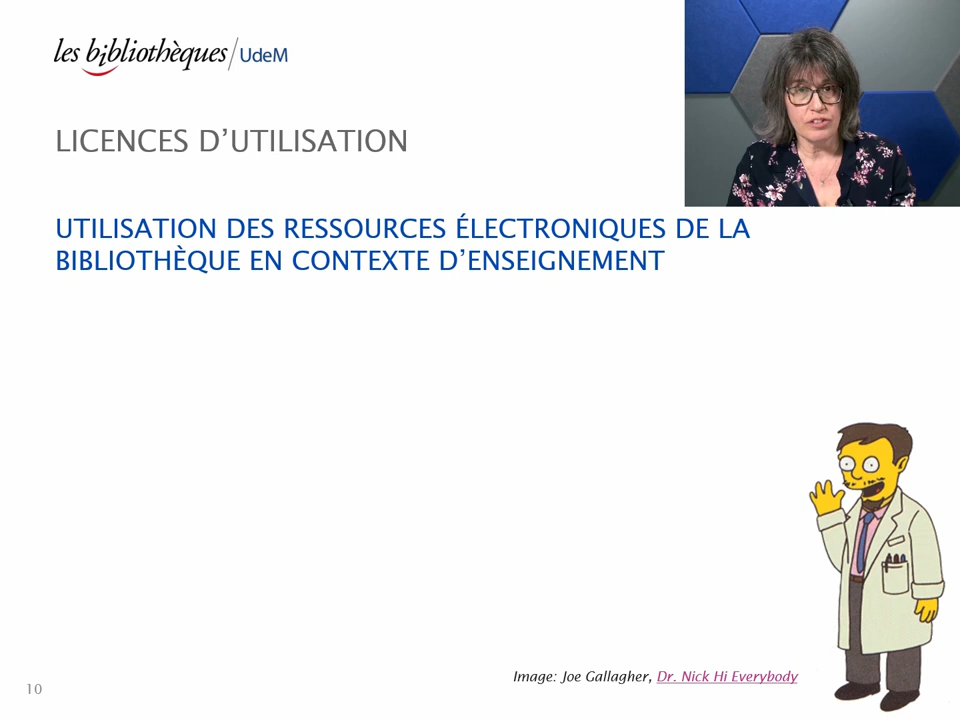 les bibliothèques/UdeM
LICENCES D’UTILISATION
UTILISATION DES RESSOURCES ÉLECTRONIQUES DE LA
BIBLIOTHÈQUE EN CONTEXTE D’ENSEIGNEMENT
Image: Joe Gallagher, Dr. Nick Hi Everybody
10